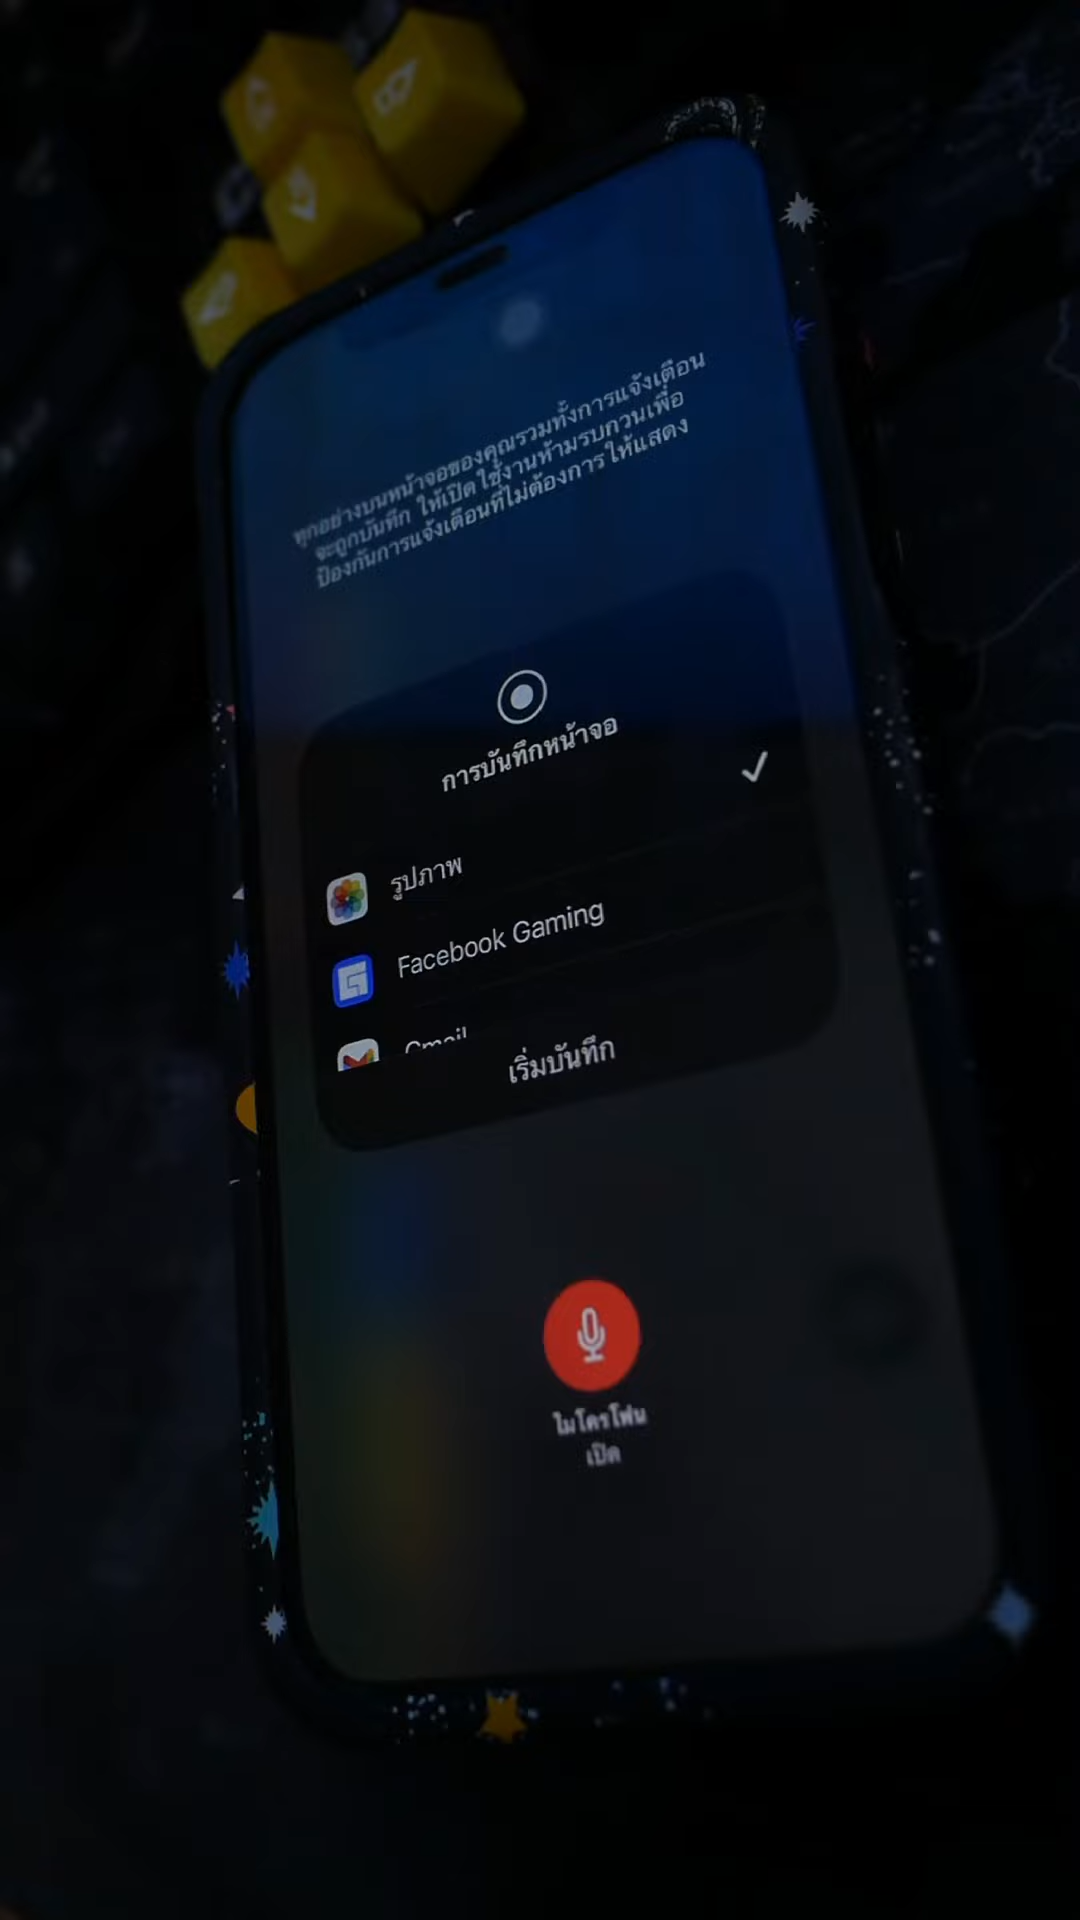 ทุกอย่างบนหน้าจอของคุณรวมทั้งการแจ้งเตือน
จะถูกบันทึก ให้เปิดใช้งานห้ามรบกวนเพื่อ
ป้องกันการแจ้งเตือนที่ไม่ต้องการให้แสดง
การบันทึกหน้าจอ
รูปภาพ
Facebook Gaming
Gmail
เริ่มบันทึก
ไมโครโฟน
เปิด